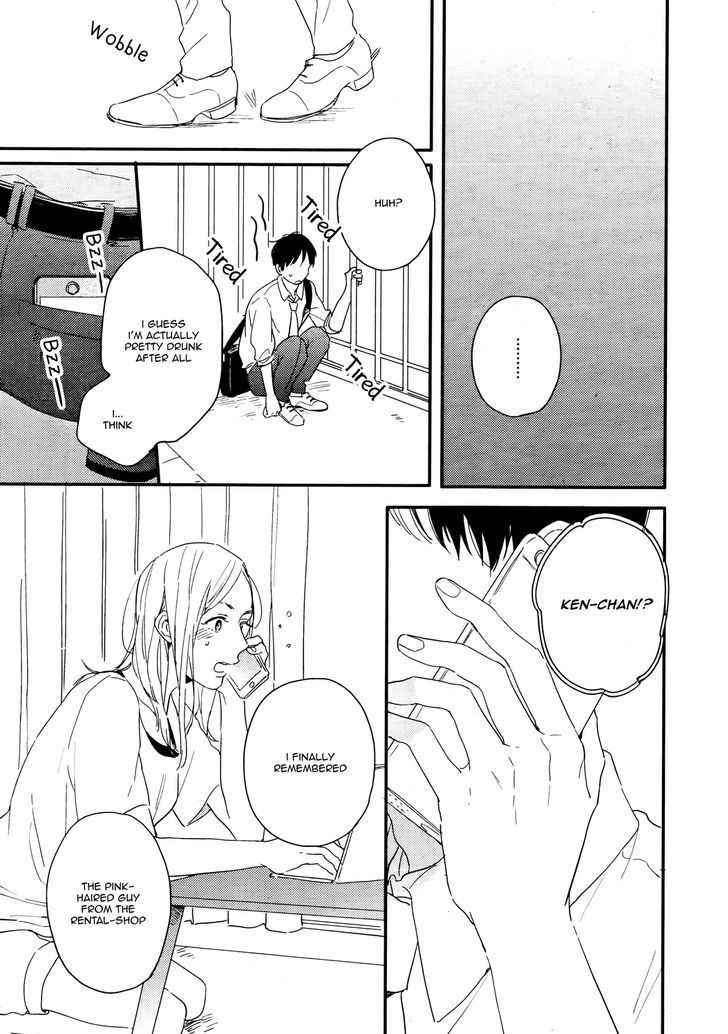 .........
Wobble
HUH?
Tired
Tired
Tired
I GUESS
I'M ACTUALLY
PRETTY DRUNK
AFTER ALL
I...
THINK
Bzz—
Bzz—
KEN-CHAN!?
I FINALLY
REMEMBERED
THE PINK-
HAIRED GUY
FROM THE
RENTAL-SHOP